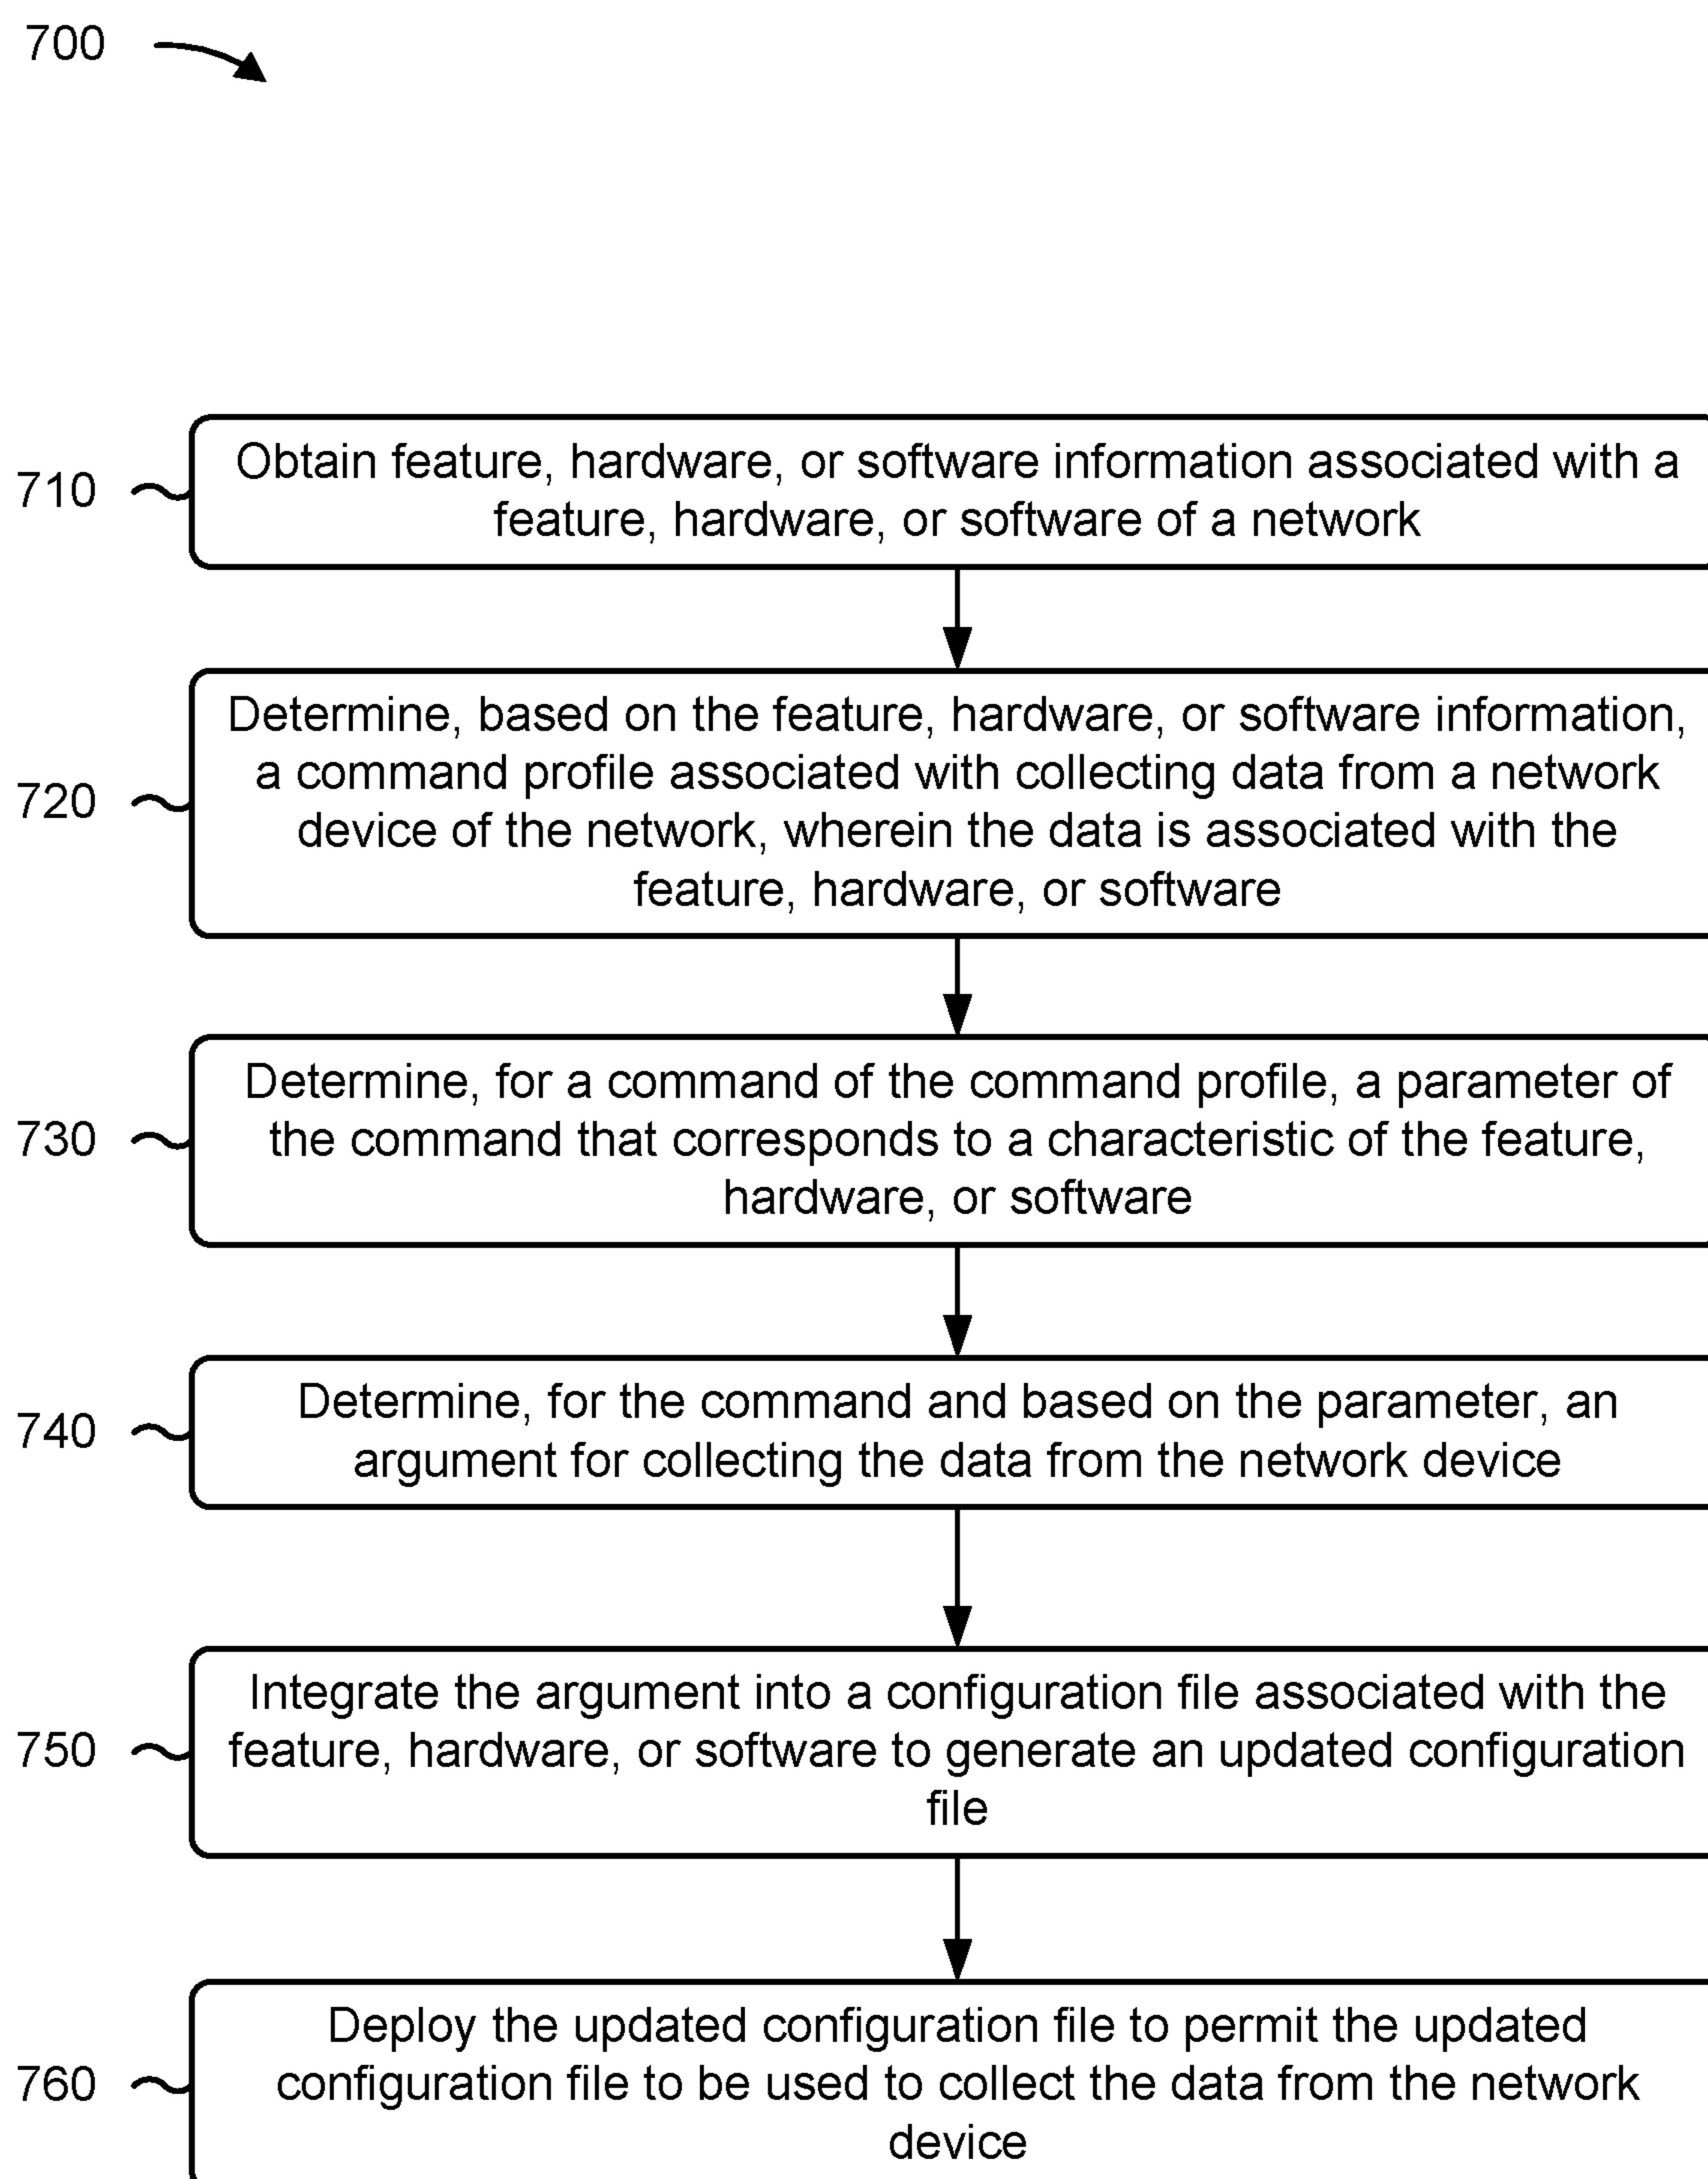 700
710
Obtain feature, hardware, or software information associated with a
feature, hardware, or software of a network
720
Determine, based on the feature, hardware, or software information,
a command profile associated with collecting data from a network
device of the network, wherein the data is associated with the
feature, hardware, or software
730
Determine, for a command of the command profile, a parameter of
the command that corresponds to a characteristic of the feature,
hardware, or software
740
Determine, for the command and based on the parameter, an
argument for collecting the data from the network device
750
Integrate the argument into a configuration file associated with the
feature, hardware, or software to generate an updated configuration
file
760
Deploy the updated configuration file to permit the updated
configuration file to be used to collect the data from the network
device